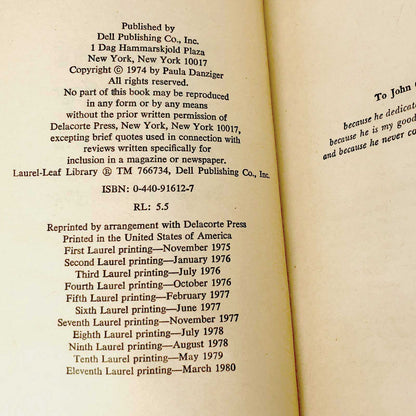 Published by
Dell Publishing Co., Inc.
1 Dag Hammarskjold Plaza
New York, New York 10017
Copyright © 1974 by Paula Danziger
All rights reserved.
No part of this book may be reproduced
in any form or by any means
without the prior written permission of
Delacorte Press, New York, New York 10017,
excepting brief quotes used in connection with
reviews written specifically for
inclusion in a magazine or newspaper.
Laurel-Leaf Library ® TM 766734, Dell Publishing Co., Inc.
ISBN: 0-440-91612-7
RL: 5.5
Reprinted by arrangement with Delacorte Press
Printed in the United States of America
First Laurel printing—November 1975
Second Laurel printing—January 1976
Third Laurel printing—July 1976
Fourth Laurel printing—October 1976
Fifth Laurel printing—February 1977
Sixth Laurel printing—June 1977
Seventh Laurel printing—November 1977
Eighth Laurel printing—July 1978
Ninth Laurel printing—August 1978
Tenth Laurel printing—May 1979
Eleventh Laurel printing—March 1980
To John
because he dedicat
because he is my good
and because he never co